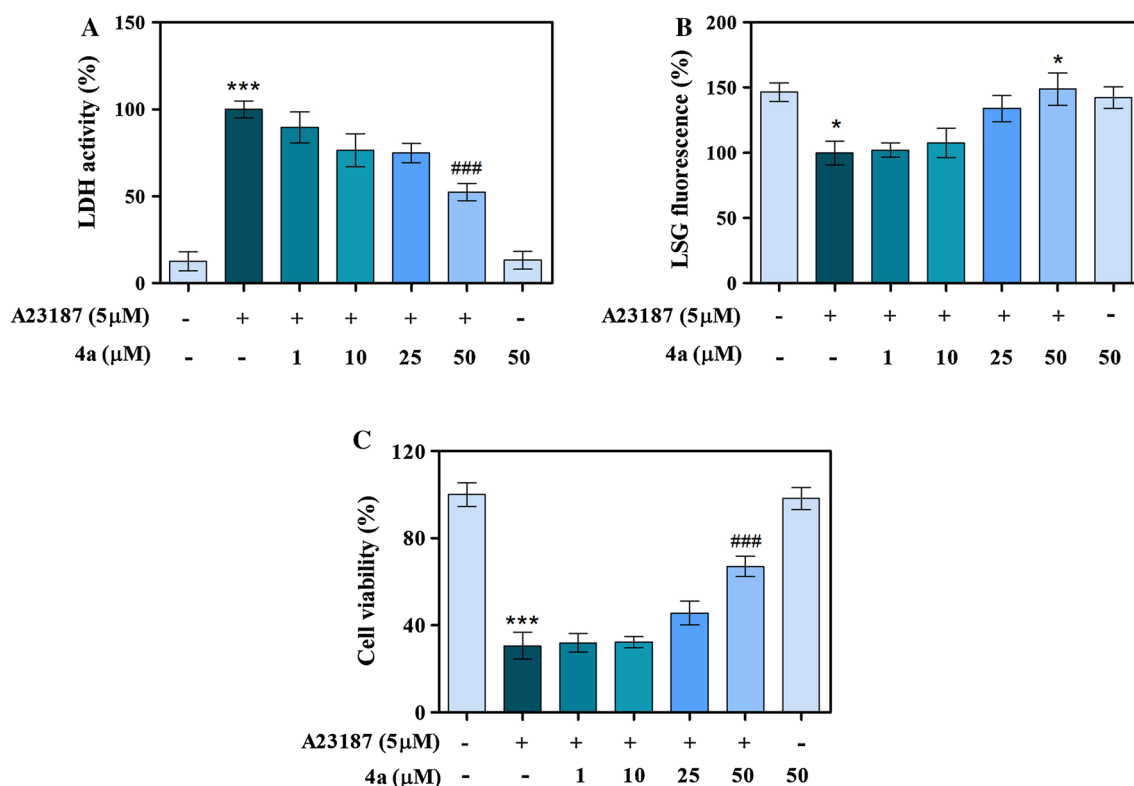 A
LDH activity (%)
150
100
50
0
***
###
A23187 (5μM) - + + + + + -
4a (μM) - - 1 10 25 50 50
B
LSG fluorescence (%)
200
150
100
50
0
*
*
A23187 (5μM) - + + + + + -
4a (μM) - - 1 10 25 50 50
C
Cell viability (%)
120
80
40
0
***
###
A23187 (5μM) - + + + + + -
4a (μM) - - 1 10 25 50 50